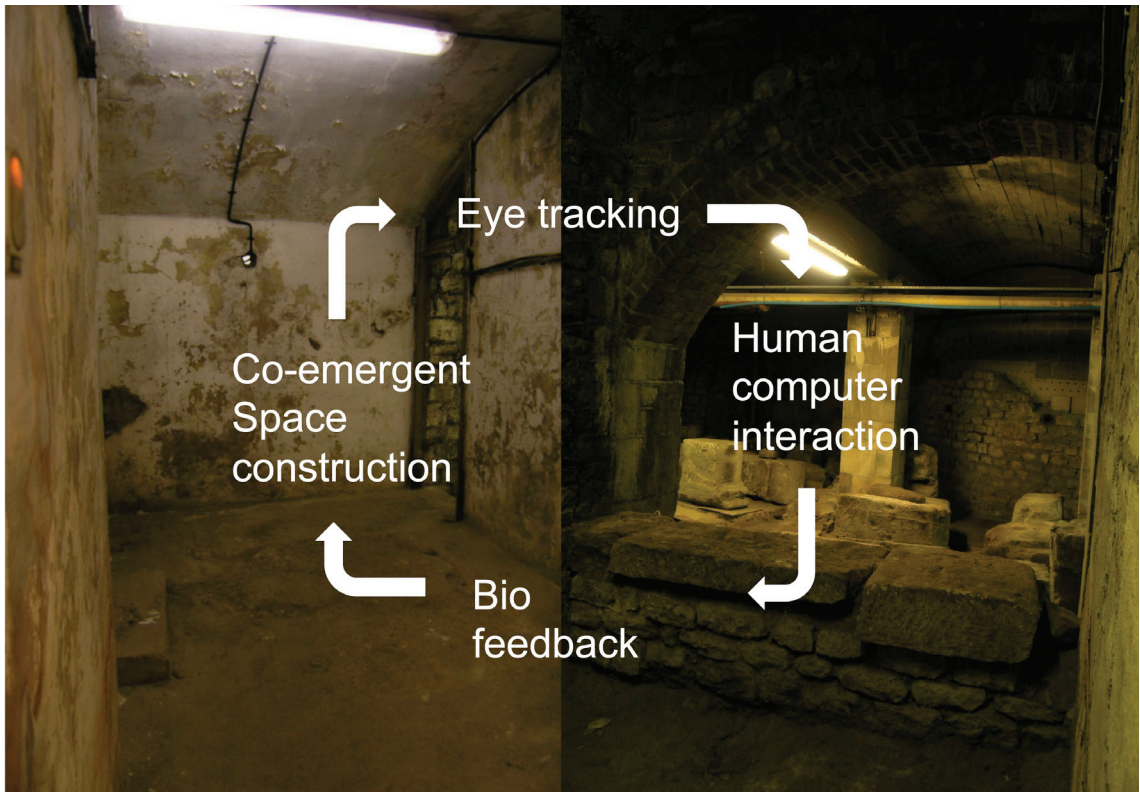 Eye tracking
Human
computer
interaction
Bio
feedback
Co-emergent
Space
construction